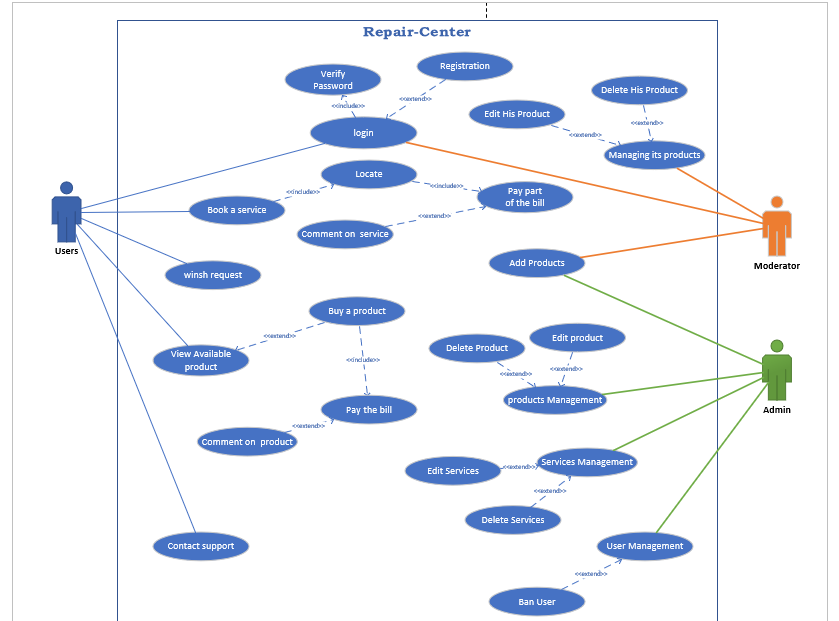 Repair-Center
Verify
Password
Registration
<<include>>
<<extend>>
login
Edit His Product
Delete His Product
<<extend>>
<<extend>>
Managing its products
Locate
<<include>>
<<include>>
Book a service
Pay part
of the bill
<<extend>>
Comment on service
Users
Moderator
winsh request
Add Products
Buy a product
<<extend>>
View Available
product
<<include>>
Delete Product
Edit product
<<extend>>
<<extend>>
products Management
Admin
Pay the bill
<<extend>>
Comment on product
Edit Services
<<extend>>
Services Management
<<extend>>
Delete Services
Contact support
User Management
<<extend>>
Ban User